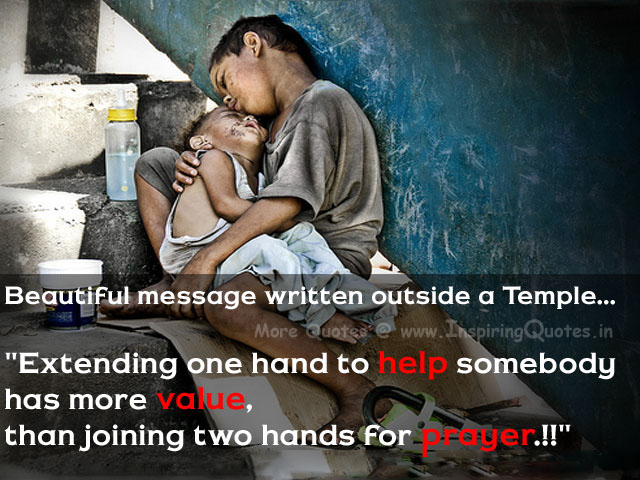 Beautiful message written outside a Temple...
More Quotes @ www.InspiringQuotes.in
"Extending one hand to help somebody
has more value,
than joining two hands for prayer.!!"